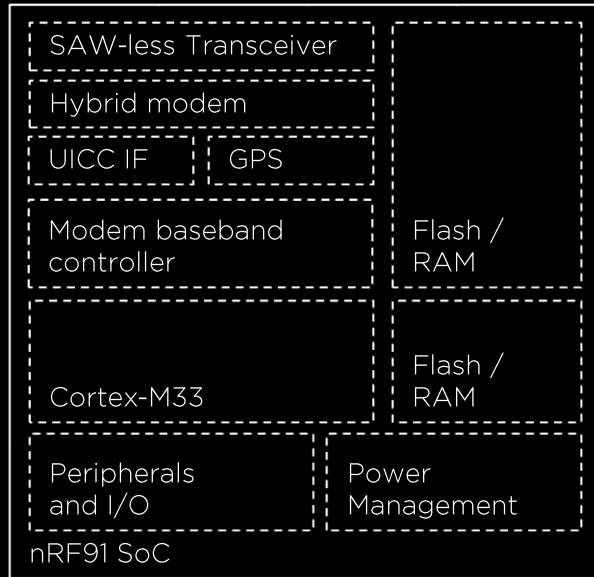 SAW-less Transceiver
Hybrid modem
UICC IF
GPS
Modem baseband
controller
Flash /
RAM
Cortex-M33
Flash /
RAM
Peripherals
and I/O
Power
Management
nRF91 SoC